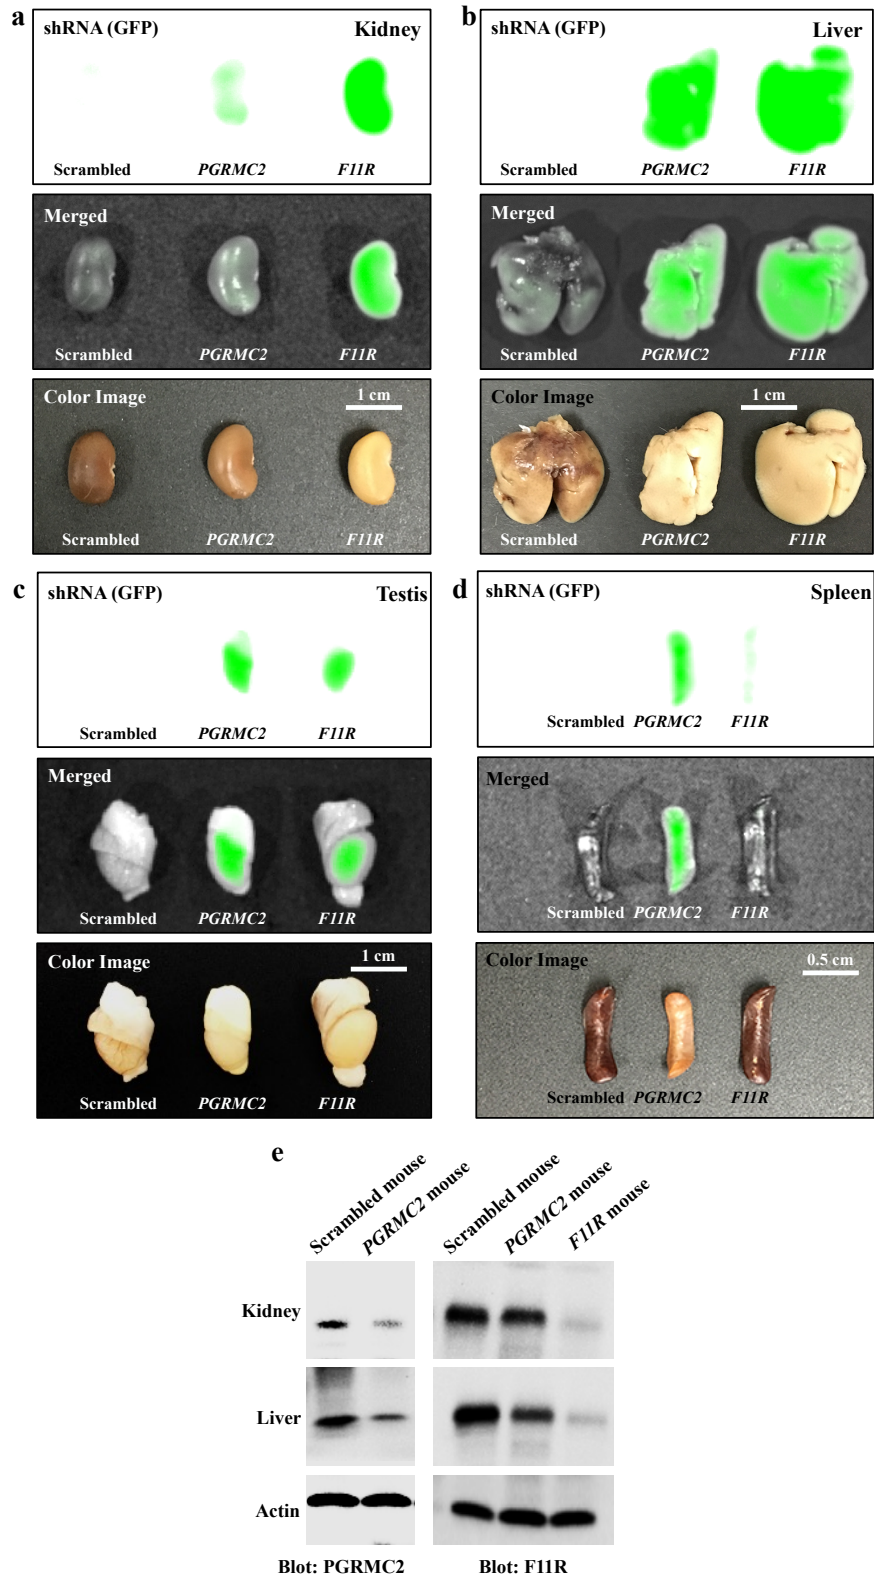 a
shRNA (GFP) Kidney
Scrambled PGRMC2 F11R
Merged
Scrambled PGRMC2 F11R
Color Image
1 cm
Scrambled PGRMC2 F11R
b
shRNA (GFP) Liver
Scrambled PGRMC2 F11R
Merged
Scrambled PGRMC2 F11R
Color Image
1 cm
Scrambled PGRMC2 F11R
c
shRNA (GFP) Testis
Scrambled PGRMC2 F11R
Merged
Scrambled PGRMC2 F11R
Color Image
1 cm
Scrambled PGRMC2 F11R
d
shRNA (GFP) Spleen
Scrambled PGRMC2 F11R
Merged
Scrambled PGRMC2 F11R
Color Image
0.5 cm
Scrambled PGRMC2 F11R
e
Scrambled mouse
PGRMC2 mouse
Scrambled mouse
PGRMC2 mouse
F11R mouse
Kidney
Liver
Actin
Blot: PGRMC2 Blot: F11R